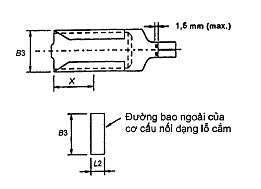 1,5 mm (max.)
B3
X
Đường bao ngoài của
cơ cấu nối dạng lỗ cắm
B3
L2